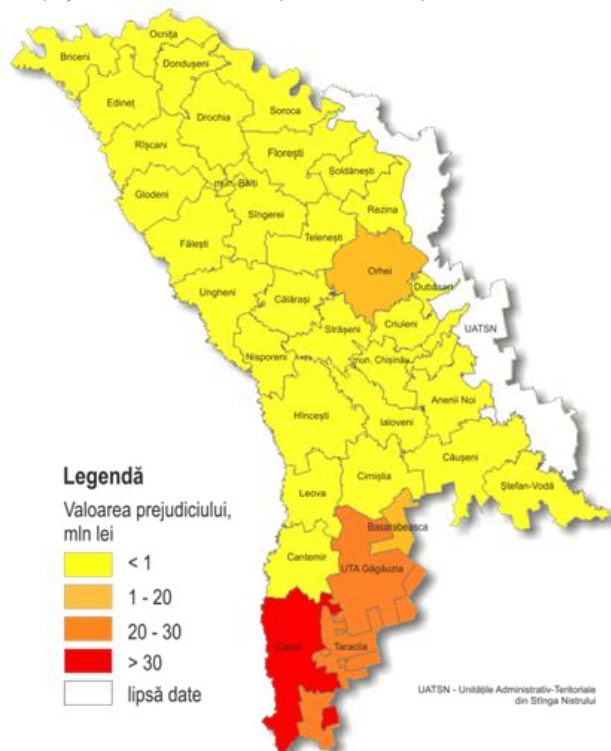 Ocnița
Briceni
Dondușeni
Edineț
Soroca
Drochia
Rîșcani
Florești
Șoldănești
Glodeni
mun. Bălți
Sîngerei
Rezina
Telenești
Fălești
Orhei
Ungheni
Călărași
Dubăsari
Criuleni
UATSN
Strășeni
Nisporeni
mun. Chișinău
Anenii Noi
Hîncești
Ialoveni
Căușeni
Cimișlia
Ștefan-Vodă
Leova
Basarabeasca
Cantemir
UTA Găgăuzia
Cahul
Taraclia
Legendă
Valoarea prejudiciului,
mln lei
< 1
1 - 20
20 - 30
> 30
lipsă date
UATSN - Unitățile Administrativ-Teritoriale
din Stînga Nistrului